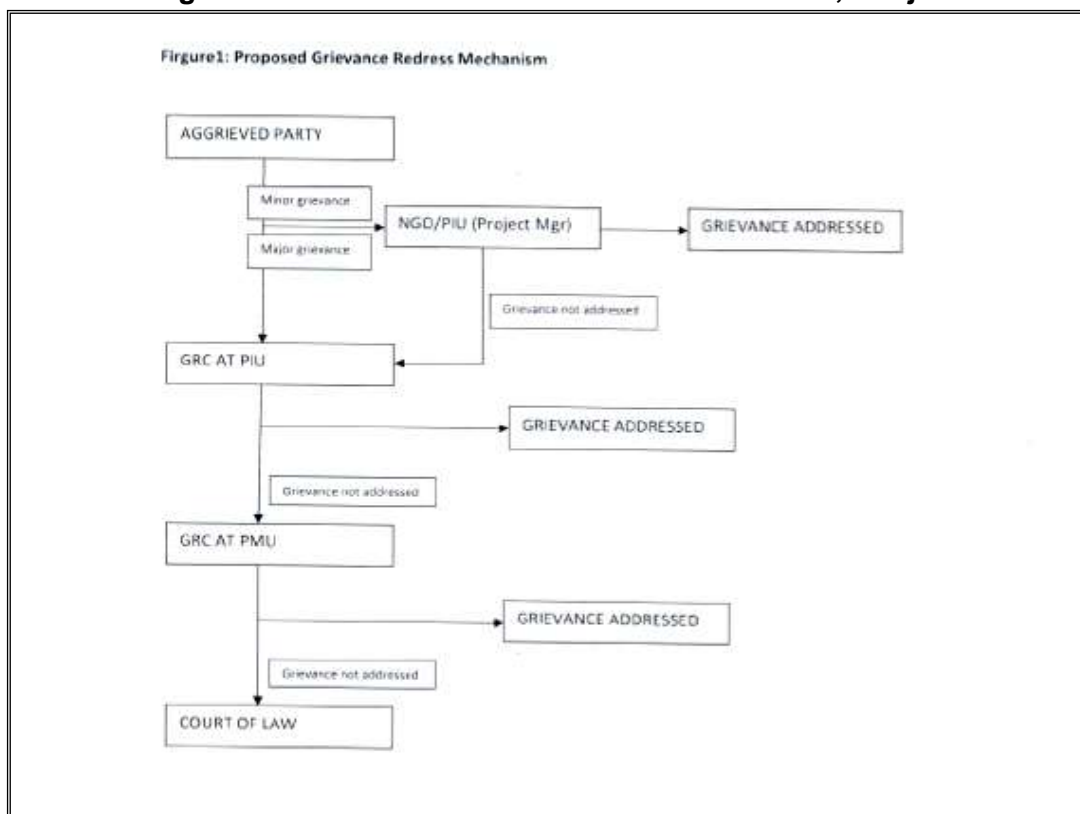 Firgure1: Proposed Grievance Redress Mechanism
AGGRIEVED PARTY
Minor grievance
NGO/PIU (Project Mgr)
GRIEVANCE ADDRESSED
Major grievance
Grievance not addressed
GRC AT PIU
GRIEVANCE ADDRESSED
Grievance not addressed
GRC AT PMU
GRIEVANCE ADDRESSED
Grievance not addressed
COURT OF LAW